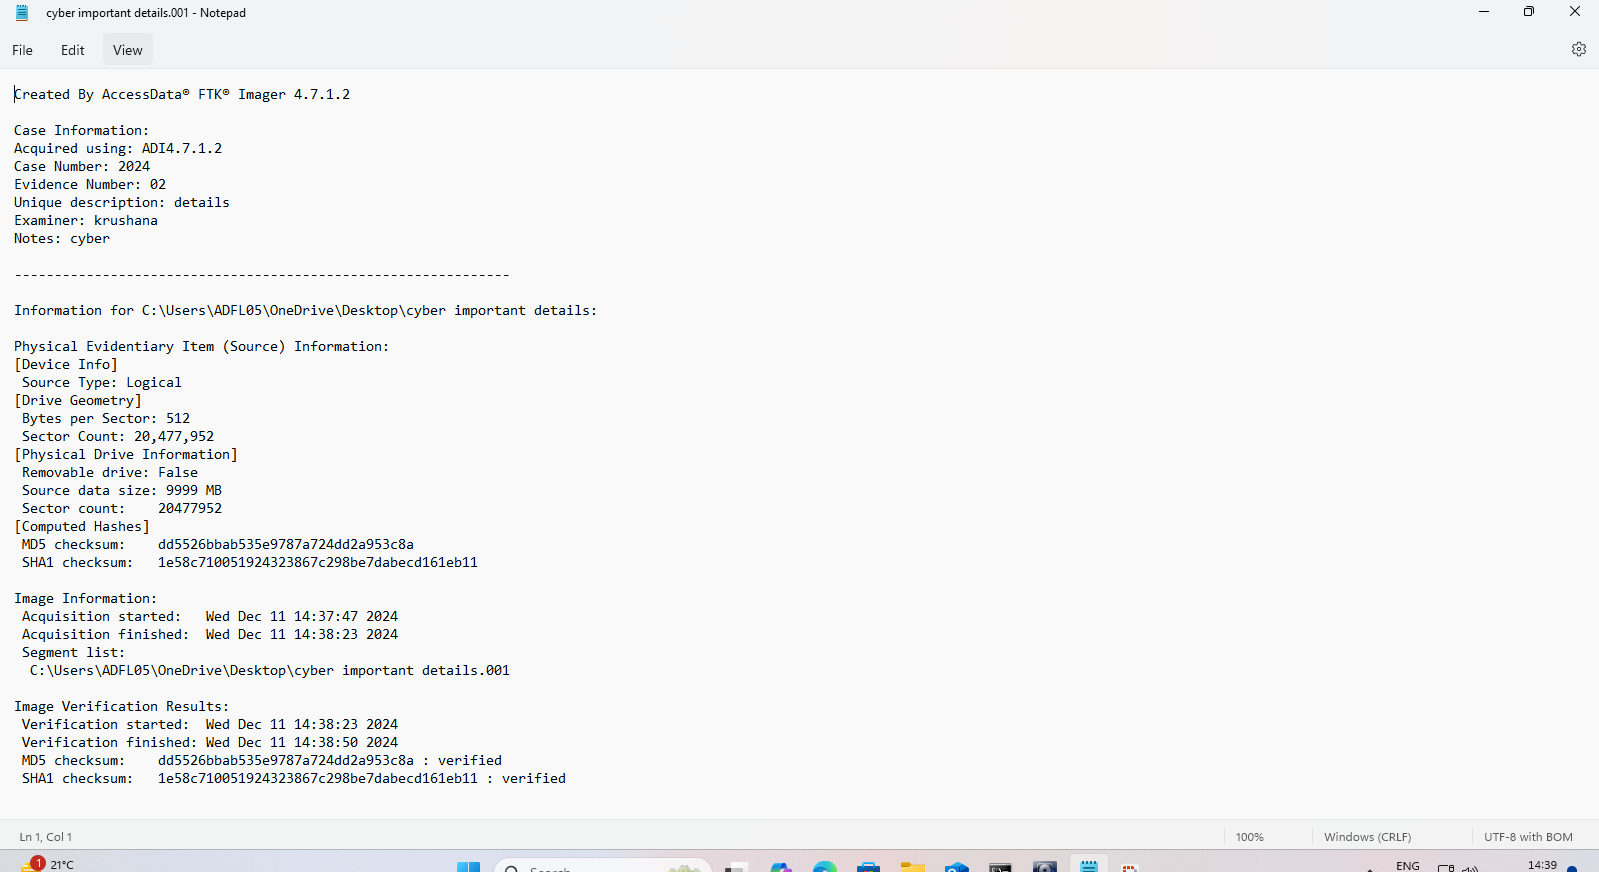 cyber important details.001 - Notepad
File Edit View
Created By AccessData® FTK® Imager 4.7.1.2
Case Information:
Acquired using: ADI4.7.1.2
Case Number: 2024
Evidence Number: 02
Unique description: details
Examiner: krushana
Notes: cyber
--------------------------------------------------------------
Information for C:\Users\ADFL05\OneDrive\Desktop\cyber important details:
Physical Evidentiary Item (Source) Information:
[Device Info]
Source Type: Logical
[Drive Geometry]
Bytes per Sector: 512
Sector Count: 20,477,952
[Physical Drive Information]
Removable drive: False
Source data size: 9999 MB
Sector count:    20477952
[Computed Hashes]
MD5 checksum:    dd5526bbab535e9787a724dd2a953c8a
SHA1 checksum:   1e58c710051924323867c298be7dabecd161eb11
Image Information:
Acquisition started:   Wed Dec 11 14:37:47 2024
Acquisition finished:  Wed Dec 11 14:38:23 2024
Segment list:
C:\Users\ADFL05\OneDrive\Desktop\cyber important details.001
Image Verification Results:
Verification started:  Wed Dec 11 14:38:23 2024
Verification finished: Wed Dec 11 14:38:50 2024
MD5 checksum:    dd5526bbab535e9787a724dd2a953c8a : verified
SHA1 checksum:   1e58c710051924323867c298be7dabecd161eb11 : verified
Ln 1, Col 1 100% Windows (CRLF) UTF-8 with BOM
1 21°C Search ENG 14:39